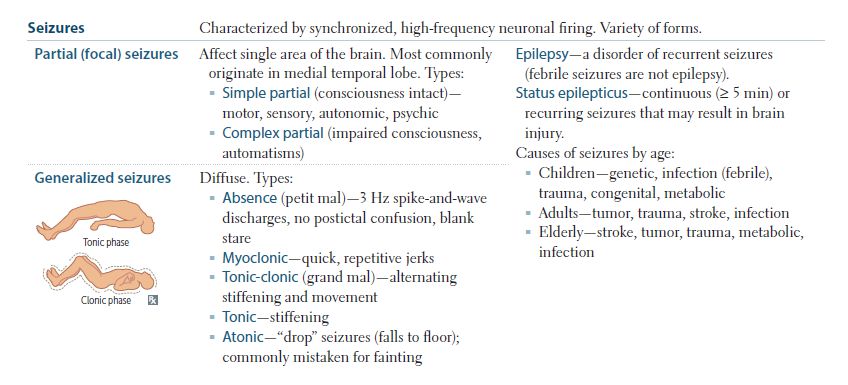 Seizures
Characterized by synchronized, high-frequency neuronal firing. Variety of forms.
Partial (focal) seizures
Affect single area of the brain. Most commonly
originate in medial temporal lobe. Types:
▪ Simple partial (consciousness intact)—
motor, sensory, autonomic, psychic
▪ Complex partial (impaired consciousness,
automatisms)
Epilepsy—a disorder of recurrent seizures
(febrile seizures are not epilepsy).
Status epilepticus—continuous (≥ 5 min) or
recurring seizures that may result in brain
injury.
Causes of seizures by age:
▪ Children—genetic, infection (febrile),
trauma, congenital, metabolic
▪ Adults—tumor, trauma, stroke, infection
▪ Elderly—stroke, tumor, trauma, metabolic,
infection
Generalized seizures
Tonic phase
Clonic phase ℞
Diffuse. Types:
▪ Absence (petit mal)—3 Hz spike-and-wave
discharges, no postictal confusion, blank
stare
▪ Myoclonic—quick, repetitive jerks
▪ Tonic-clonic (grand mal)—alternating
stiffening and movement
▪ Tonic—stiffening
▪ Atonic—“drop” seizures (falls to floor);
commonly mistaken for fainting